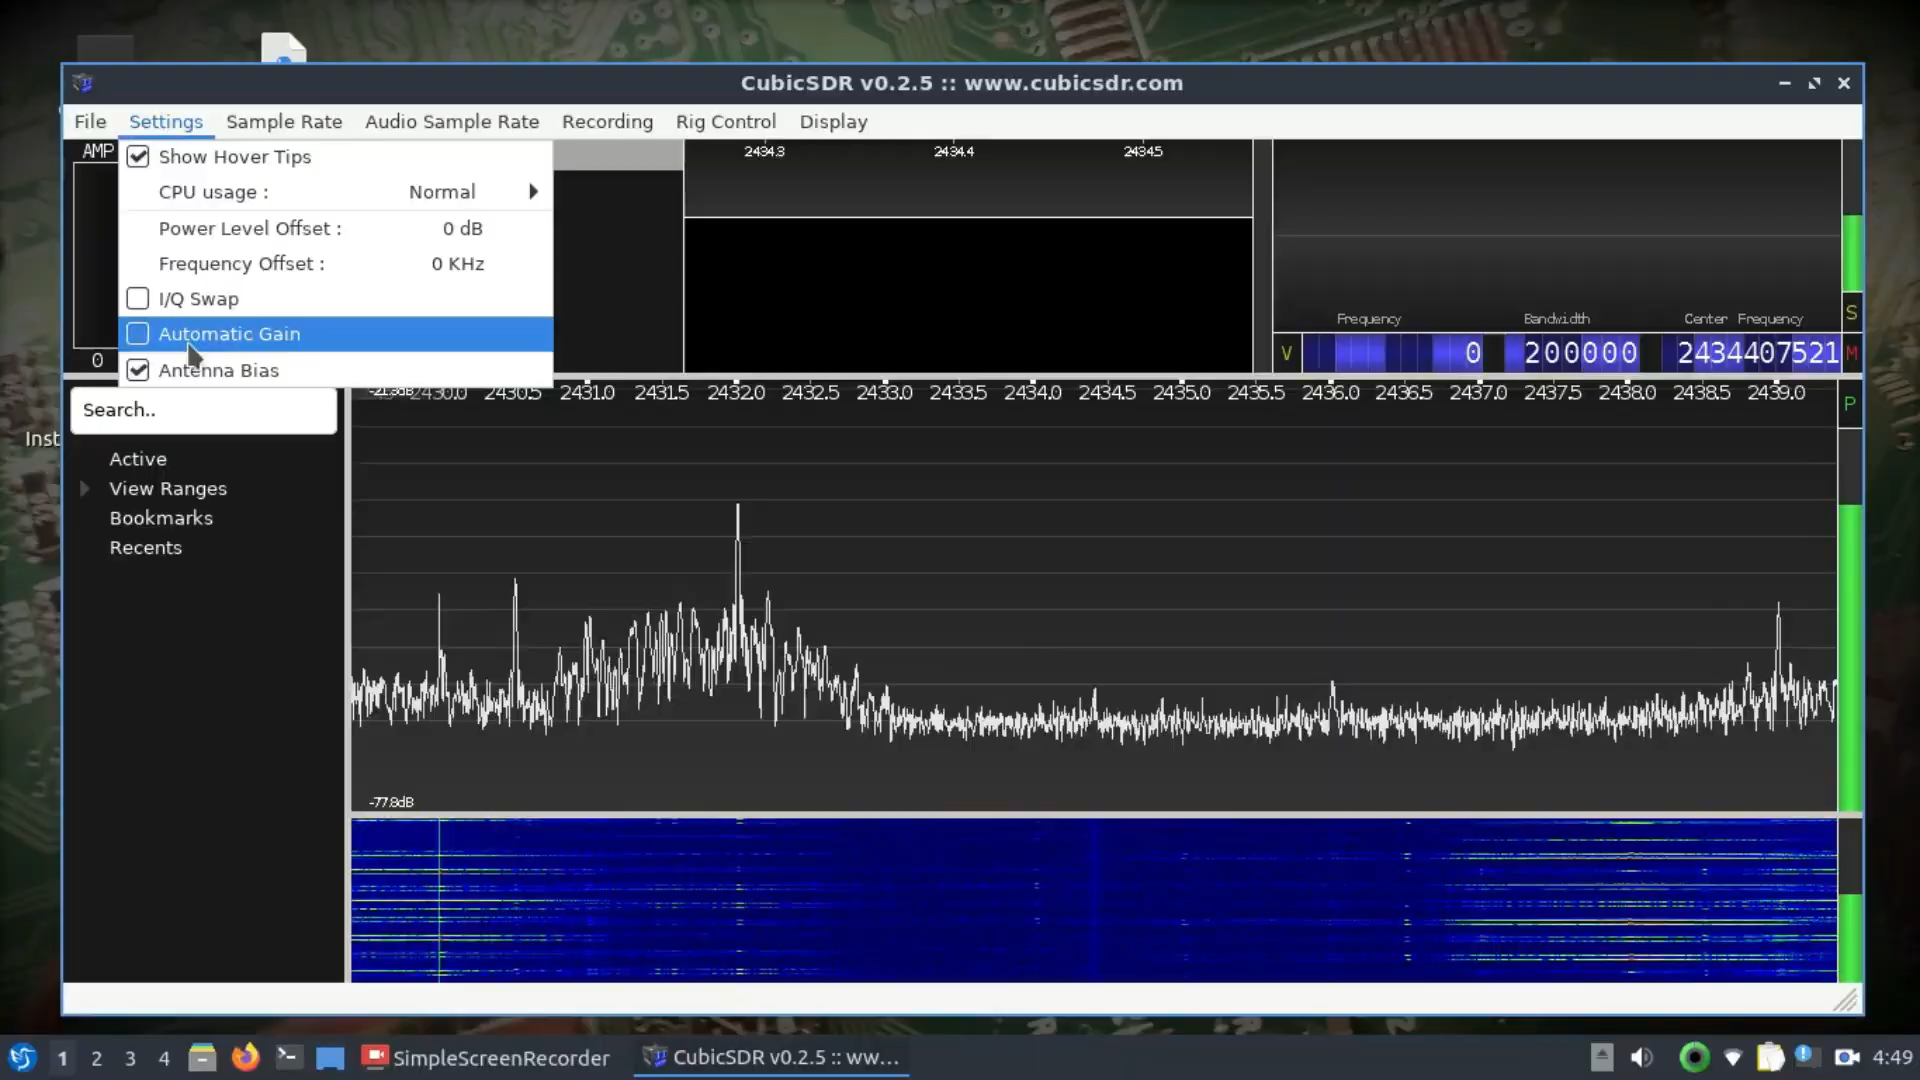 CubicSDR v0.2.5 :: www.cubicsdr.com
File Settings Sample Rate Audio Sample Rate Recording Rig Control Display
AMP
Show Hover Tips
CPU usage : Normal
Power Level Offset : 0 dB
Frequency Offset : 0 KHz
I/Q Swap
Automatic Gain
Antenna Bias
0
2434.3 2434.4 2434.5
Frequency Bandwidth Center Frequency
V 0 200000 2434407521
S
M
P
Search..
Inst
Active
View Ranges
Bookmarks
Recents
2430.0 2430.5 2431.0 2431.5 2432.0 2432.5 2433.0 2433.5 2434.0 2434.5 2435.0 2435.5 2436.0 2436.5 2437.0 2437.5 2438.0 2438.5 2439.0
-77.8dB
1 2 3 4 SimpleScreenRecorder CubicSDR v0.2.5 :: ww... 4:49